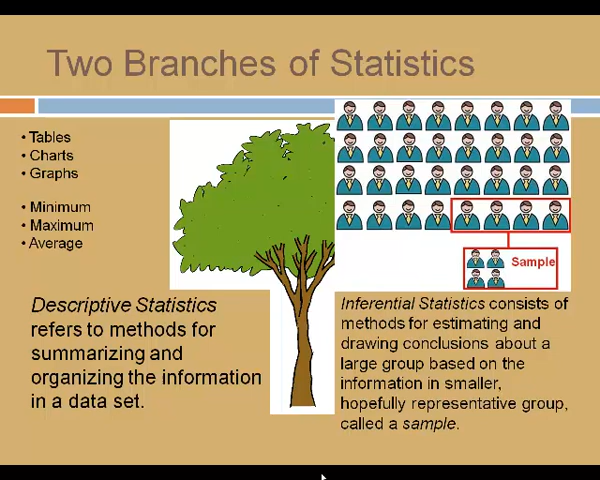 Two Branches of Statistics
• Tables
• Charts
• Graphs
• Minimum
• Maximum
• Average
Descriptive Statistics
refers to methods for
summarizing and
organizing the information
in a data set.
Sample
Inferential Statistics consists of
methods for estimating and
drawing conclusions about a
large group based on the
information in smaller,
hopefully representative group,
called a sample.